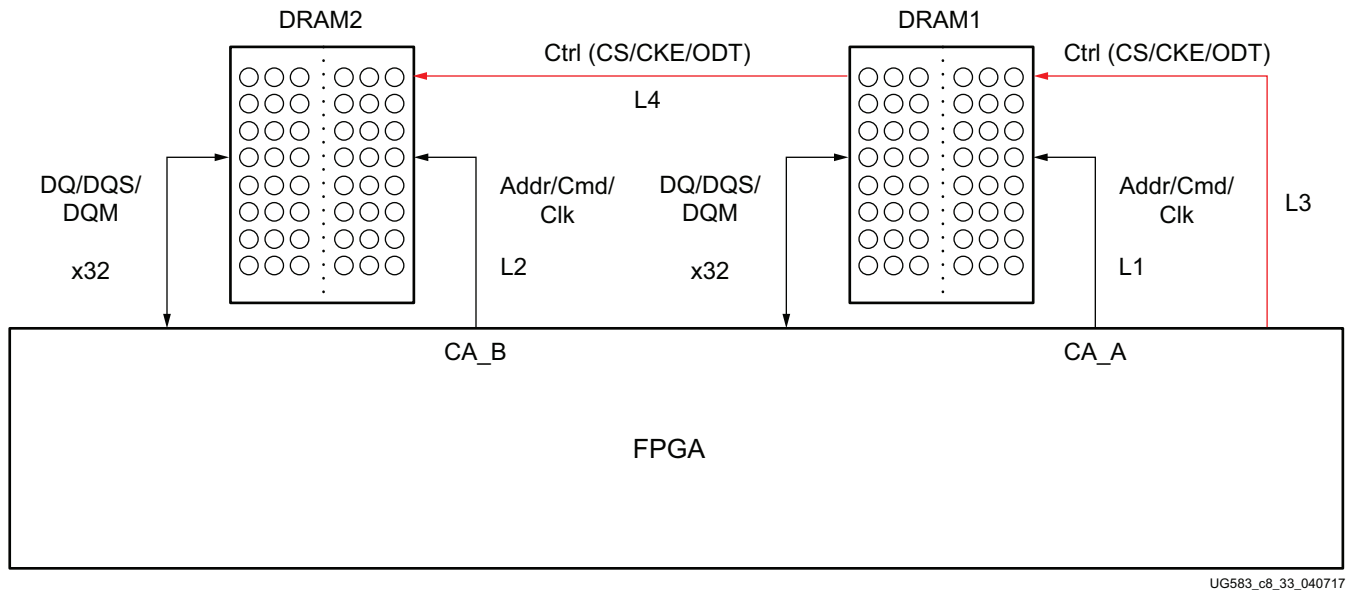 DRAM2
DRAM1
Ctrl (CS/CKE/ODT)
Ctrl (CS/CKE/ODT)
L4
DQ/DQS/
DQM
Addr/Cmd/
Clk
DQ/DQS/
DQM
Addr/Cmd/
Clk
L3
x32
L2
x32
L1
CA_B
CA_A
FPGA
UG583_c8_33_040717